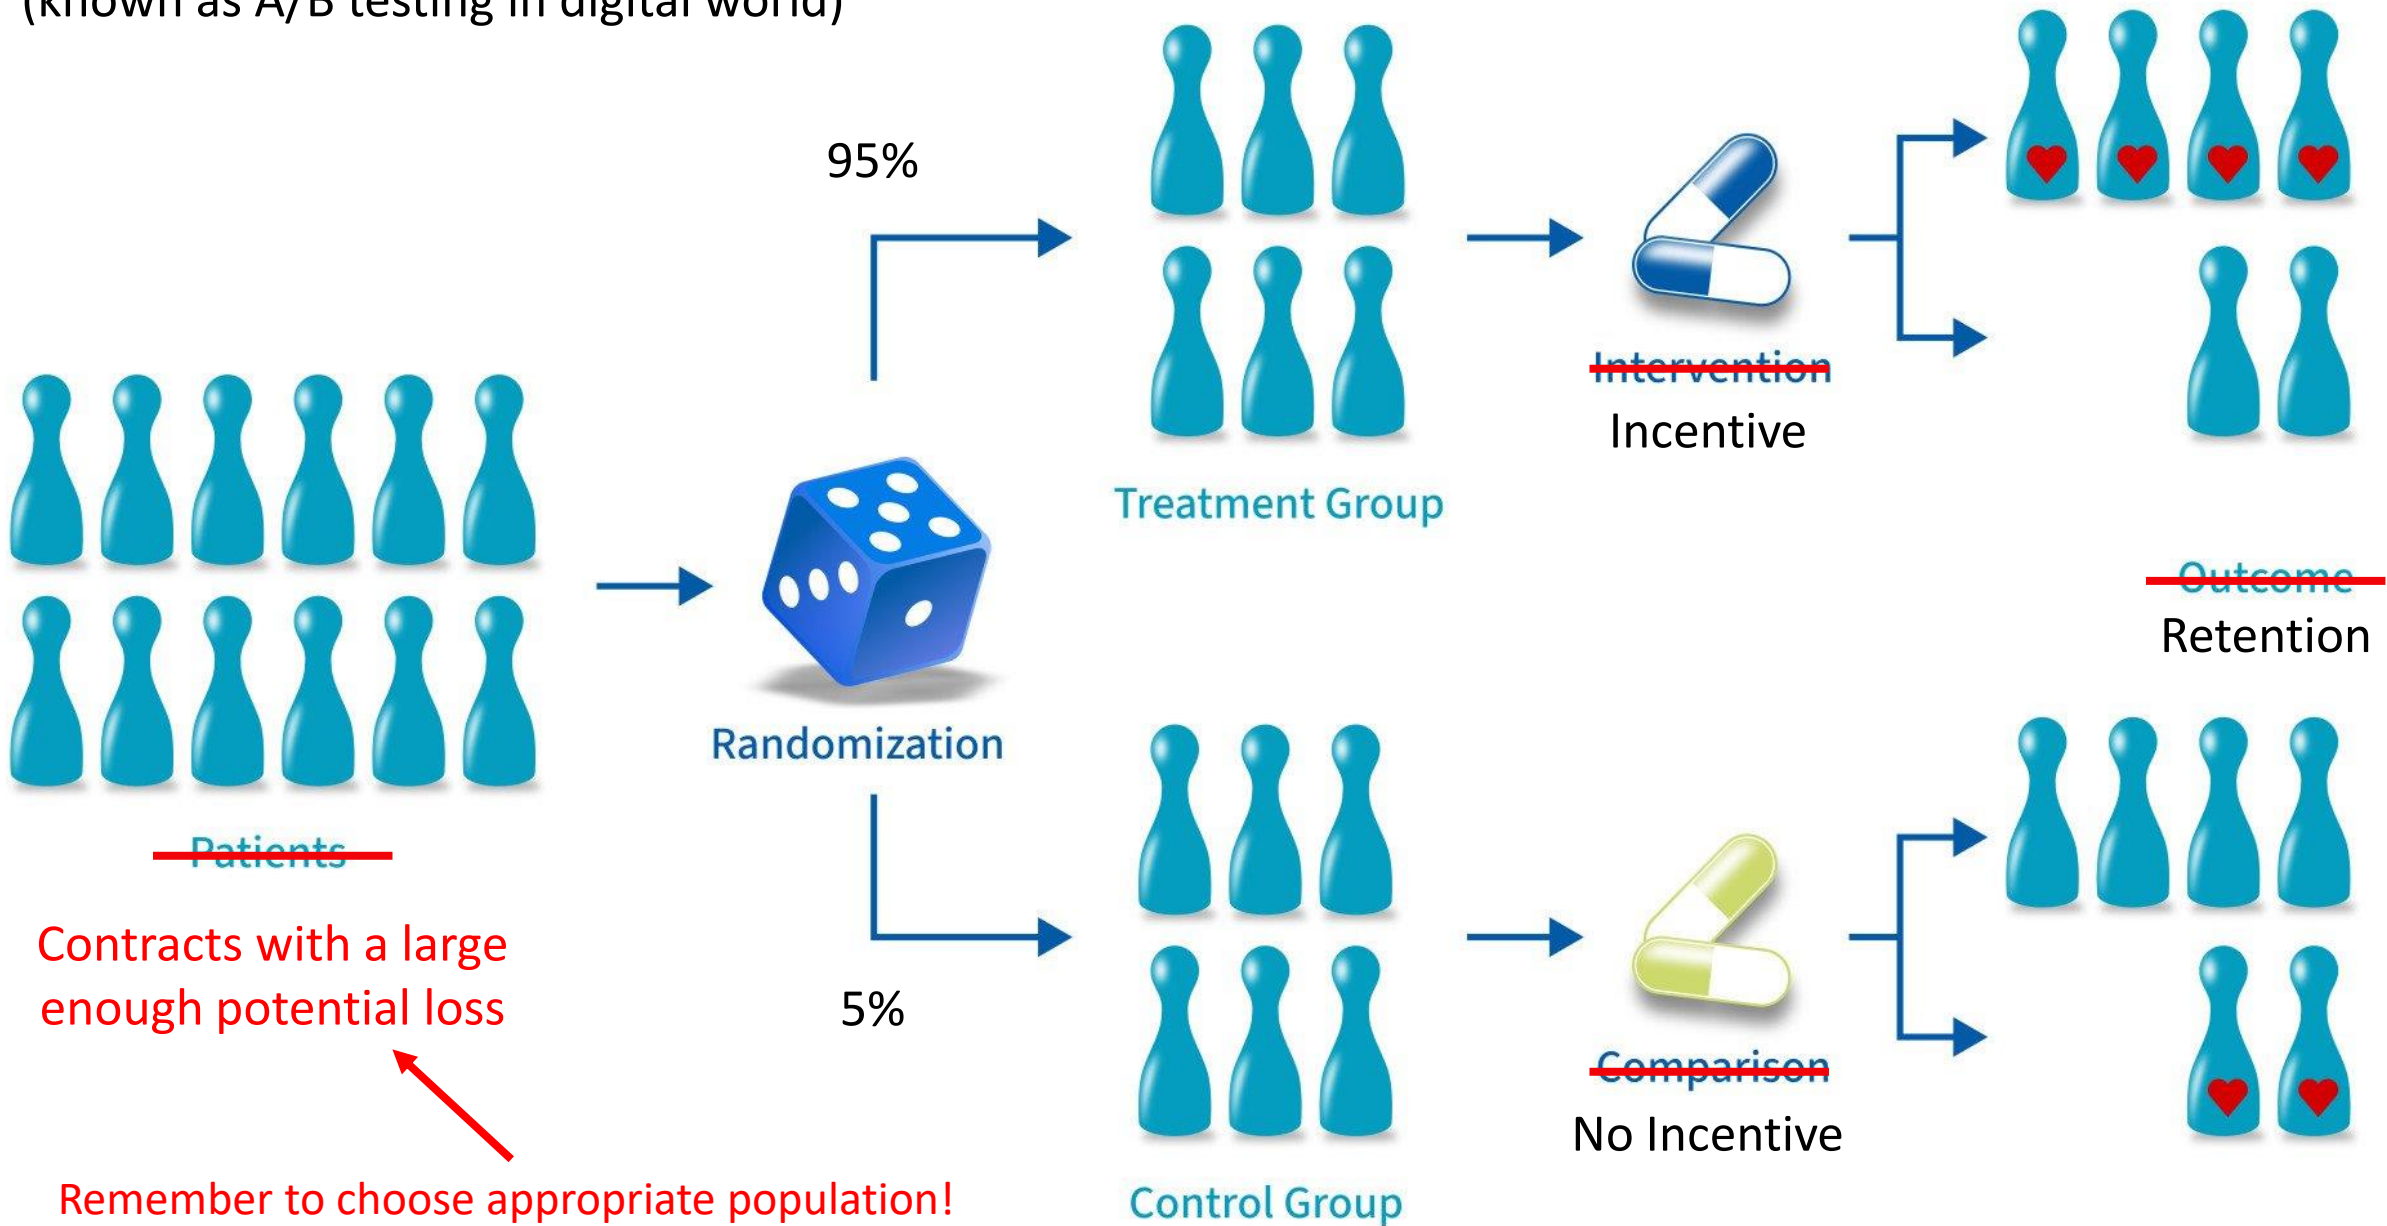 (known as A/B testing in digital world)
95%
Intervention
Incentive
Treatment Group
Outcome
Retention
Randomization
Patients
Contracts with a large
enough potential loss
5%
Comparison
No Incentive
Remember to choose appropriate population!
Control Group